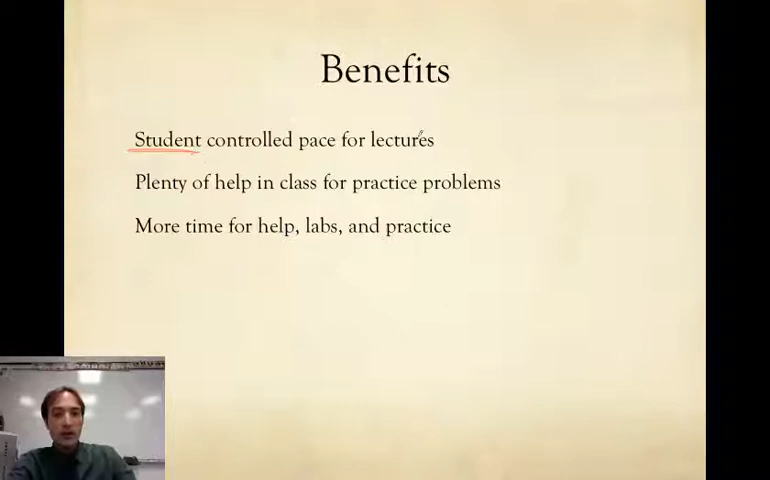 Benefits
Student controlled pace for lectures
Plenty of help in class for practice problems
More time for help, labs, and practice